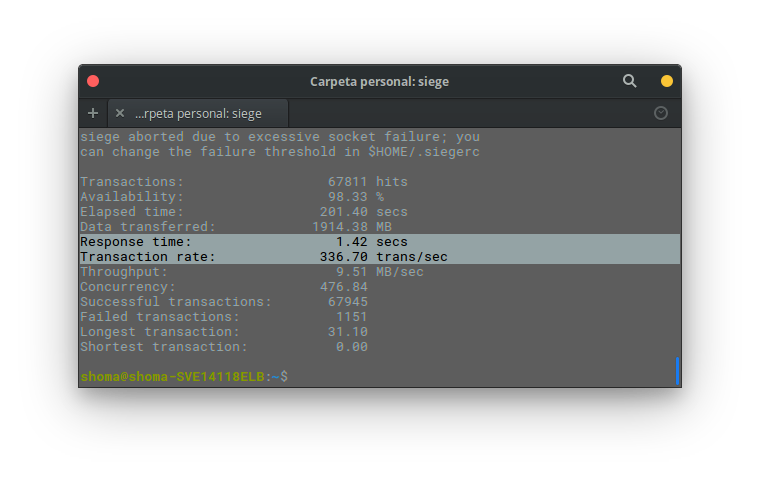 Carpeta personal: siege
...rpeta personal: siege
siege aborted due to excessive socket failure; you
can change the failure threshold in $HOME/.siegerc
Transactions: 67811 hits
Availability: 98.33 %
Elapsed time: 201.40 secs
Data transferred: 1914.38 MB
Response time: 1.42 secs
Transaction rate: 336.70 trans/sec
Throughput: 9.51 MB/sec
Concurrency: 476.84
Successful transactions: 67945
Failed transactions: 1151
Longest transaction: 31.10
Shortest transaction: 0.00
shoma@shoma-SVE14118ELB:~$